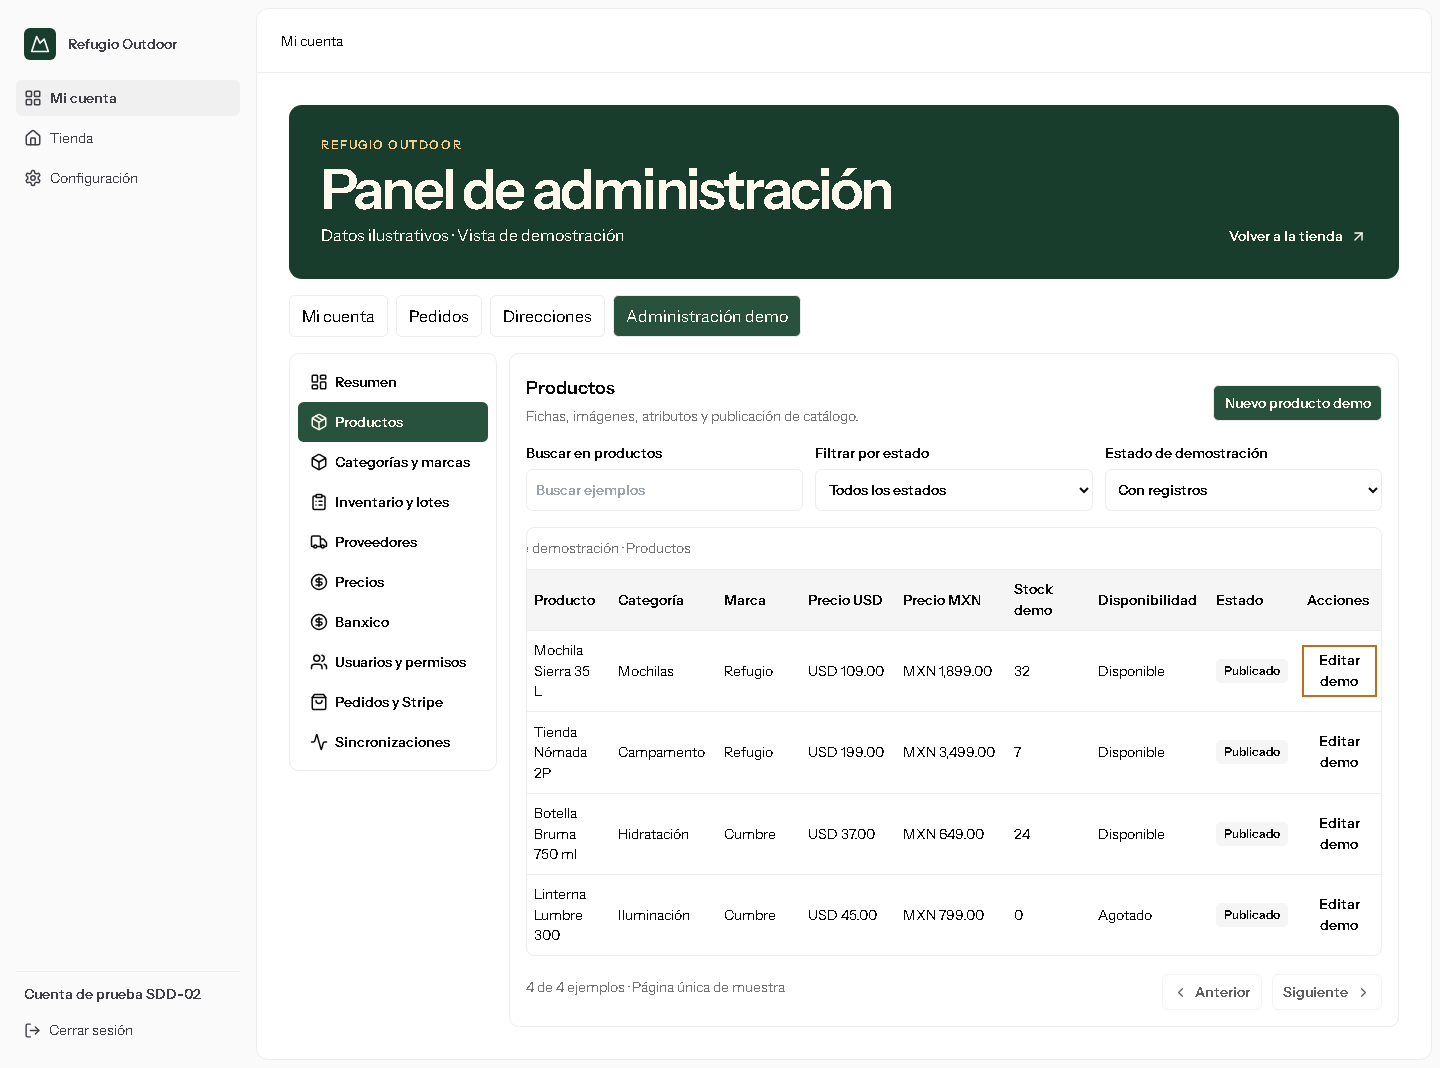 Refugio Outdoor
Mi cuenta
Tienda
Configuración
Cuenta de prueba SDD-02
Cerrar sesión
Mi cuenta
REFUGIO OUTDOOR
Panel de administración
Datos ilustrativos · Vista de demostración
Volver a la tienda
Mi cuenta
Pedidos
Direcciones
Administración demo
Resumen
Productos
Categorías y marcas
Inventario y lotes
Proveedores
Precios
Banxico
Usuarios y permisos
Pedidos y Stripe
Sincronizaciones
Productos
Fichas, imágenes, atributos y publicación de catálogo.
Nuevo producto demo
Buscar en productos
Filtrar por estado
Estado de demostración
Buscar ejemplos
Todos los estados
Con registros
demostración · Productos
Producto Categoría Marca Precio USD Precio MXN Stock demo Disponibilidad Estado Acciones
Mochila Sierra 35 L Mochilas Refugio USD 109.00 MXN 1,899.00 32 Disponible Publicado Editar demo
Tienda Nómada 2P Campamento Refugio USD 199.00 MXN 3,499.00 7 Disponible Publicado Editar demo
Botella Bruma 750 ml Hidratación Cumbre USD 37.00 MXN 649.00 24 Disponible Publicado Editar demo
Linterna Lumbre 300 Iluminación Cumbre USD 45.00 MXN 799.00 0 Agotado Publicado Editar demo
4 de 4 ejemplos · Página única de muestra
Anterior
Siguiente